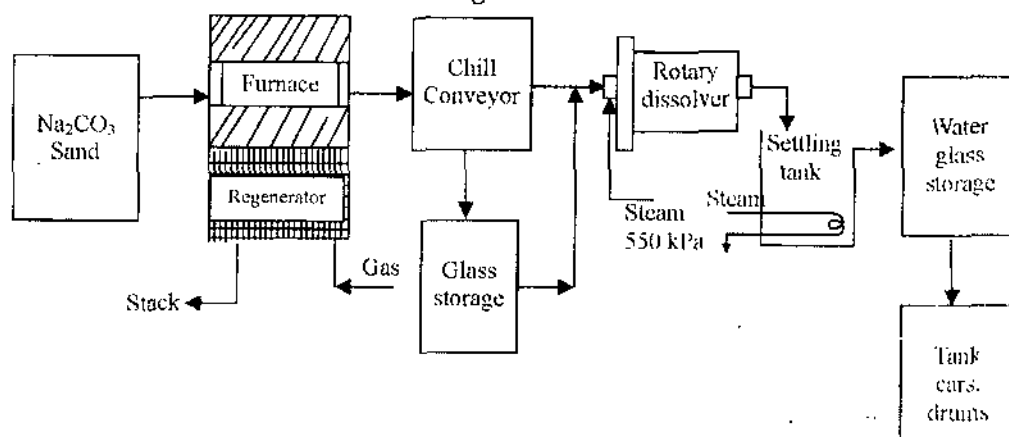 Na₂CO₃
Sand
Furnace
Regenerator
Stack
Gas
Chill
Conveyor
Glass
storage
Rotary
dissolver
Steam
550 kPa
Settling
tank
Steam
Water
glass
storage
Tank
cars,
drums